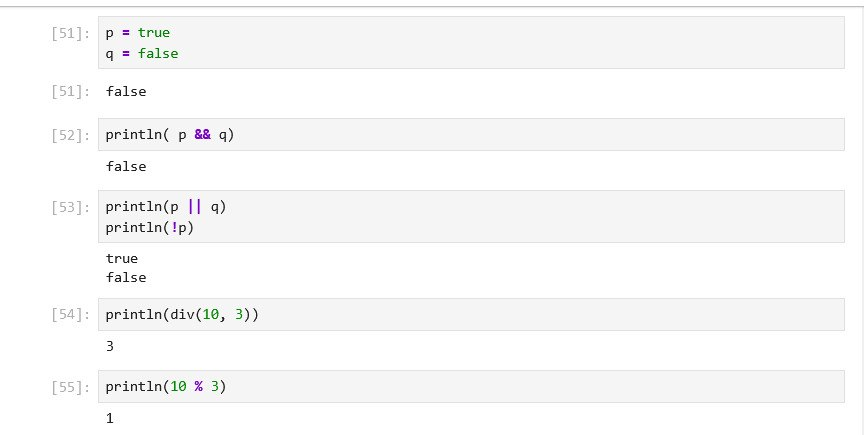 [51]: p = true
q = false
[51]: false
[52]: println( p && q)
false
[53]: println(p || q)
println(!p)
true
false
[54]: println(div(10, 3))
3
[55]: println(10 % 3)
1